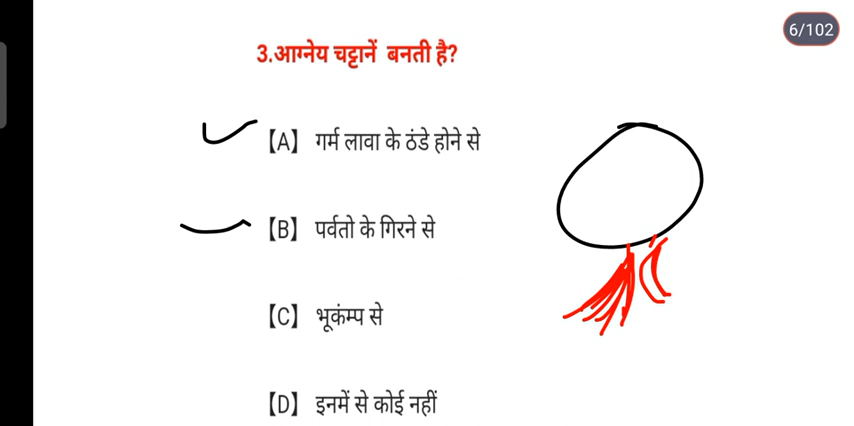 6/102
3.आग्नेय चट्टानें बनती है?
【A】 गर्म लावा के ठंडे होने से
【B】 पर्वतो के गिरने से
【C】 भूकंम्प से
【D】 इनमें से कोई नहीं